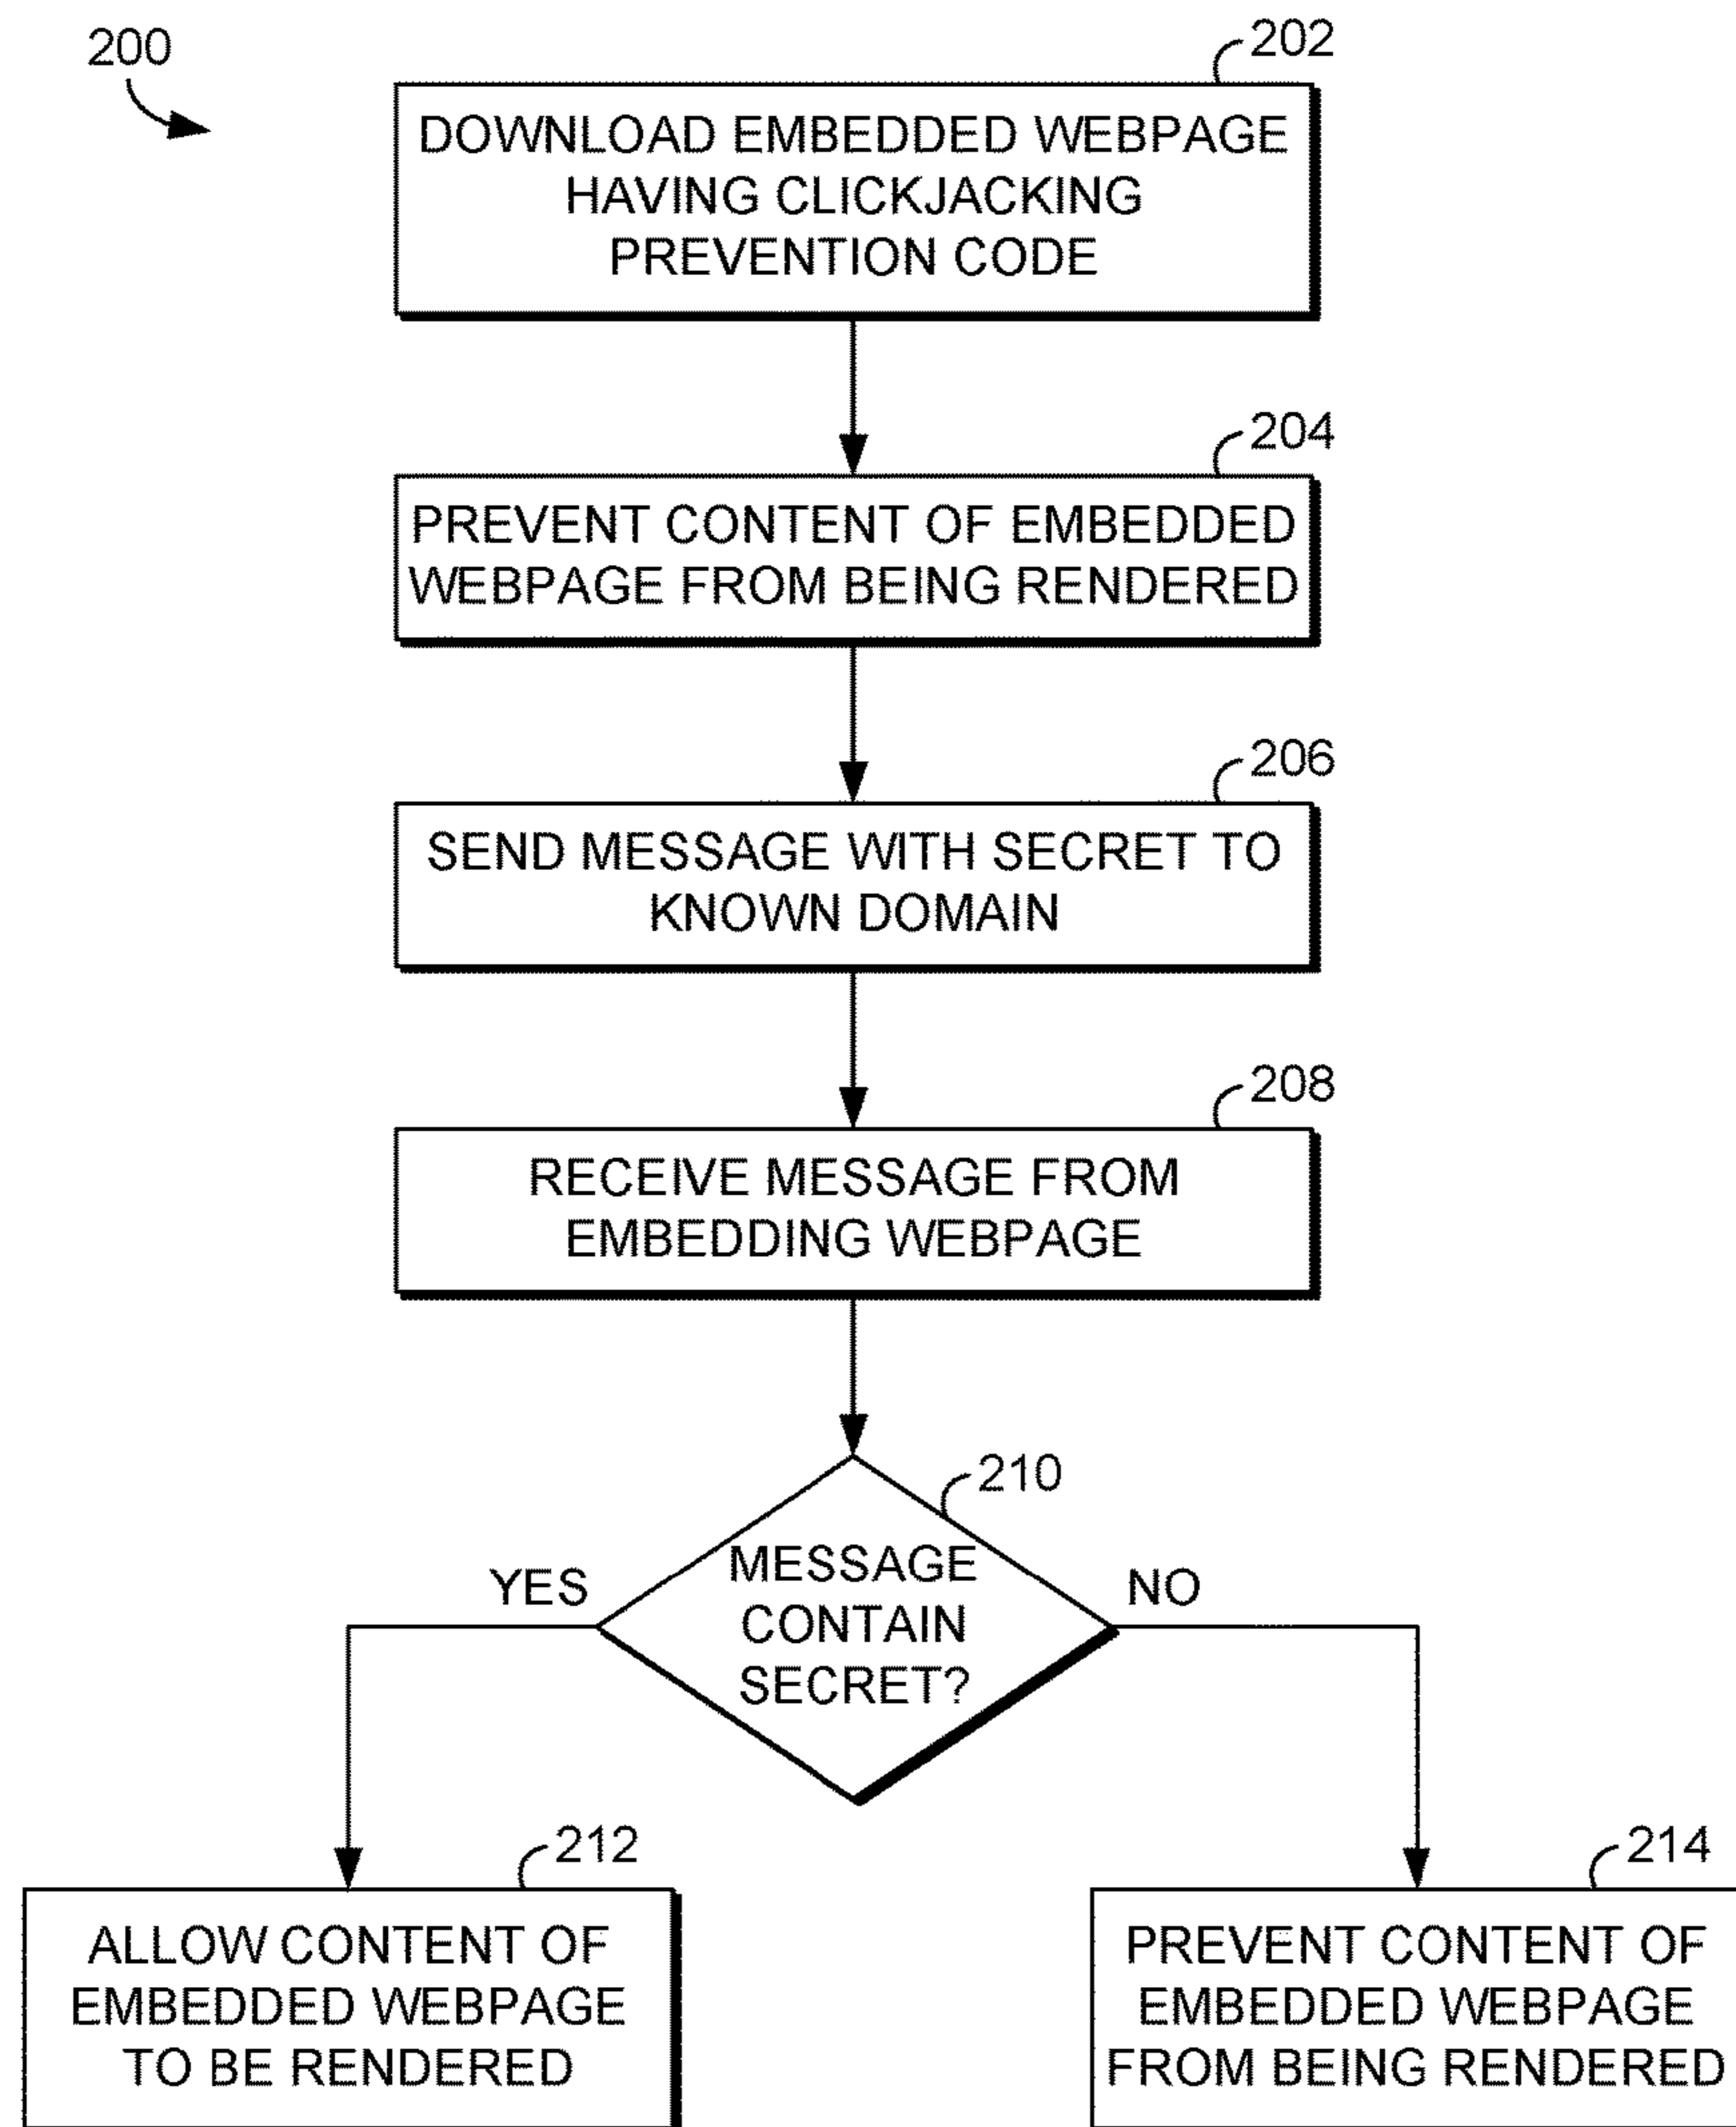 200
202
DOWNLOAD EMBEDDED WEBPAGE
HAVING CLICKJACKING
PREVENTION CODE
204
PREVENT CONTENT OF EMBEDDED
WEBPAGE FROM BEING RENDERED
206
SEND MESSAGE WITH SECRET TO
KNOWN DOMAIN
208
RECEIVE MESSAGE FROM
EMBEDDING WEBPAGE
210
MESSAGE
CONTAIN
SECRET?
YES
NO
212
ALLOW CONTENT OF
EMBEDDED WEBPAGE
TO BE RENDERED
214
PREVENT CONTENT OF
EMBEDDED WEBPAGE
FROM BEING RENDERED